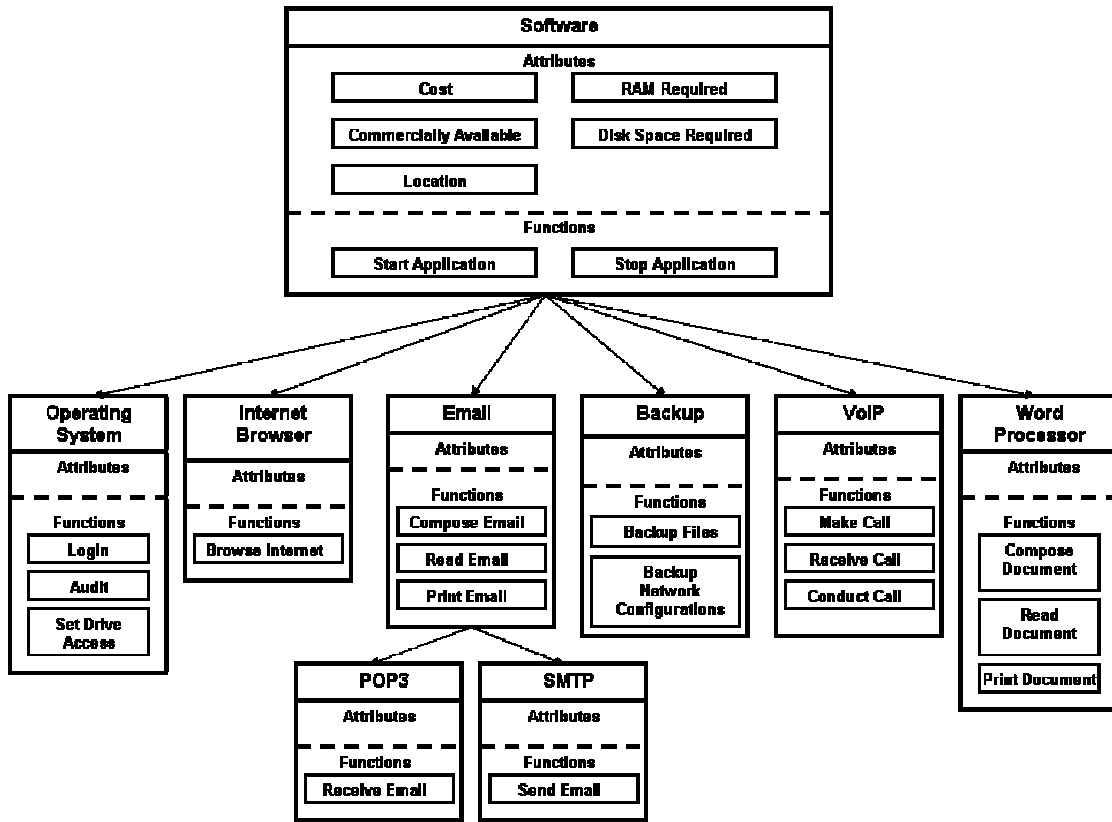 Software
Attributes
Cost
RAM Required
Commercially Available
Disk Space Required
Location
Functions
Start Application
Stop Application
Operating
System
Attributes
Functions
Login
Audit
Set Drive
Access
Internet
Browser
Attributes
Functions
Browse Internet
Email
Attributes
Functions
Compose Email
Read Email
Print Email
Backup
Attributes
Functions
Backup Files
Backup
Network
Configurations
VoIP
Attributes
Functions
Make Call
Receive Call
Conduct Call
Word
Processor
Attributes
Functions
Compose
Document
Read
Document
Print Document
POP3
Attributes
Functions
Receive Email
SMTP
Attributes
Functions
Send Email